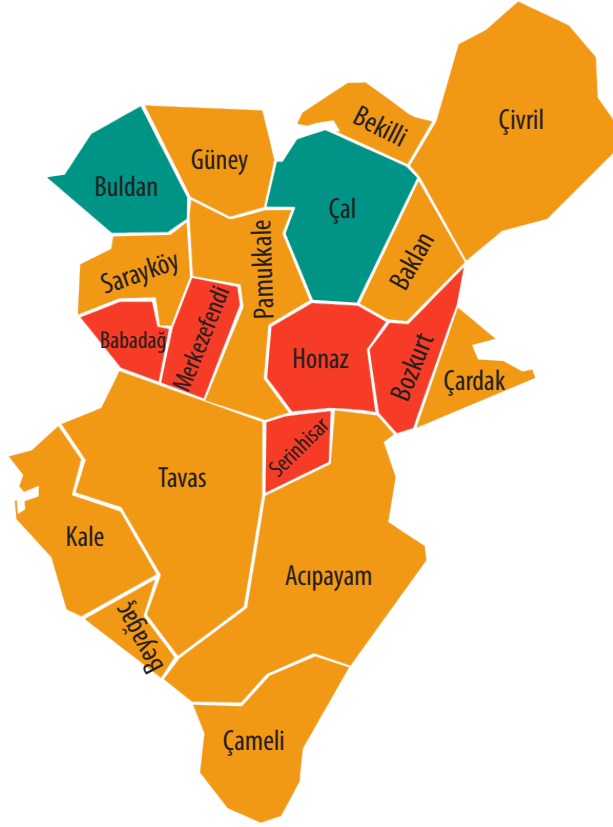 Çivril
Bekilli
Güney
Buldan
Çal
Baklan
Pamukkale
Sarayköy
Merkezefendi
Babadağ
Honaz
Bozkurt
Çardak
Serinhisar
Tavas
Kale
Acıpayam
Beyağaç
Çameli